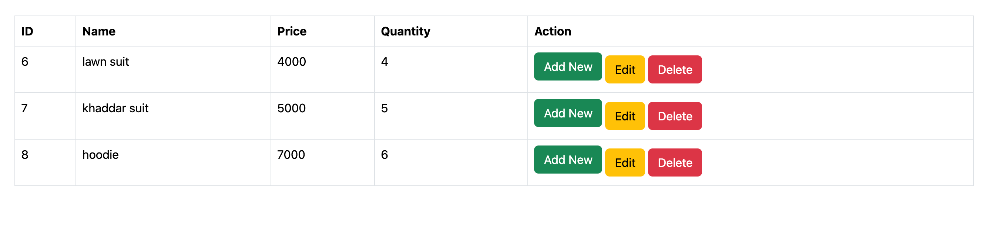 ID Name Price Quantity Action
6 lawn suit 4000 4 Add New Edit Delete
7 khaddar suit 5000 5 Add New Edit Delete
8 hoodie 7000 6 Add New Edit Delete